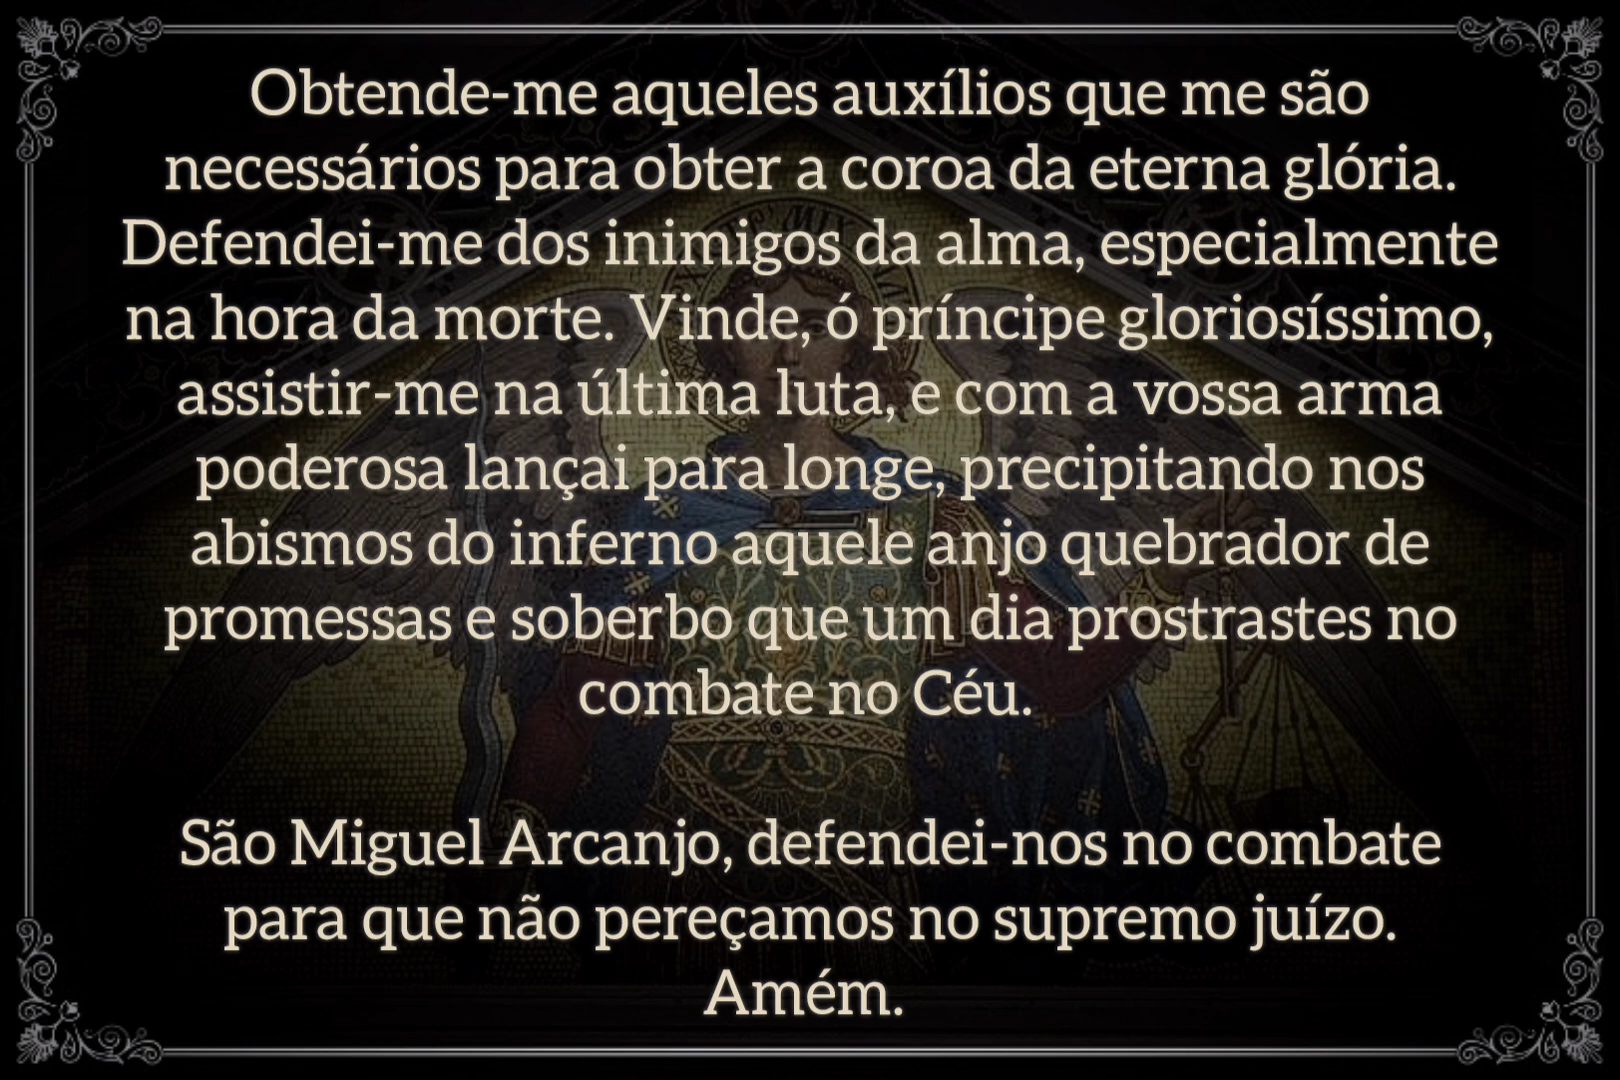 Obtende-me aqueles auxílios que me são
necessários para obter a coroa da eterna glória.
Defendei-me dos inimigos da alma, especialmente
na hora da morte. Vinde, ó príncipe gloriosíssimo,
assistir-me na última luta, e com a vossa arma
poderosa lançai para longe, precipitando nos
abismos do inferno aquele anjo quebrador de
promessas e soberbo que um dia prostrastes no
combate no Céu.
São Miguel Arcanjo, defendei-nos no combate
para que não pereçamos no supremo juízo.
Amém.